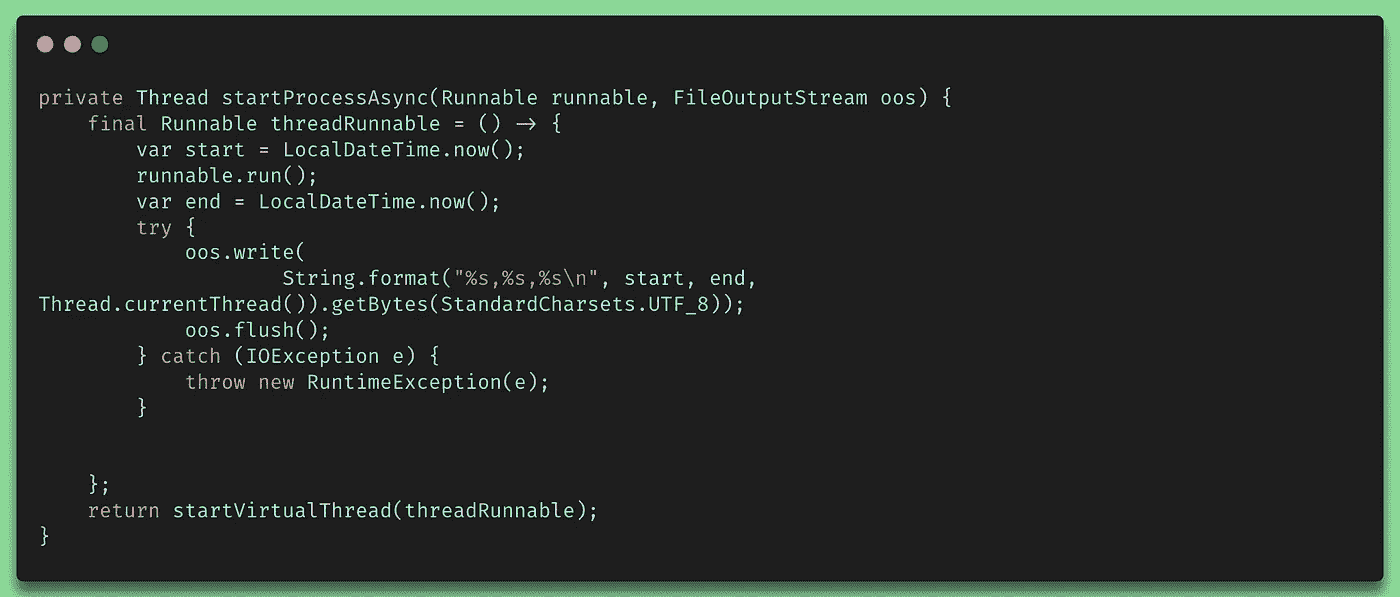 private Thread startProcessAsync(Runnable runnable, FileOutputStream oos) {
    final Runnable threadRunnable = () -> {
        var start = LocalDateTime.now();
        runnable.run();
        var end = LocalDateTime.now();
        try {
            oos.write(
                    String.format("%s,%s,%s\n", start, end,
Thread.currentThread()).getBytes(StandardCharsets.UTF_8));
            oos.flush();
        } catch (IOException e) {
            throw new RuntimeException(e);
        }
    };
    return startVirtualThread(threadRunnable);
}